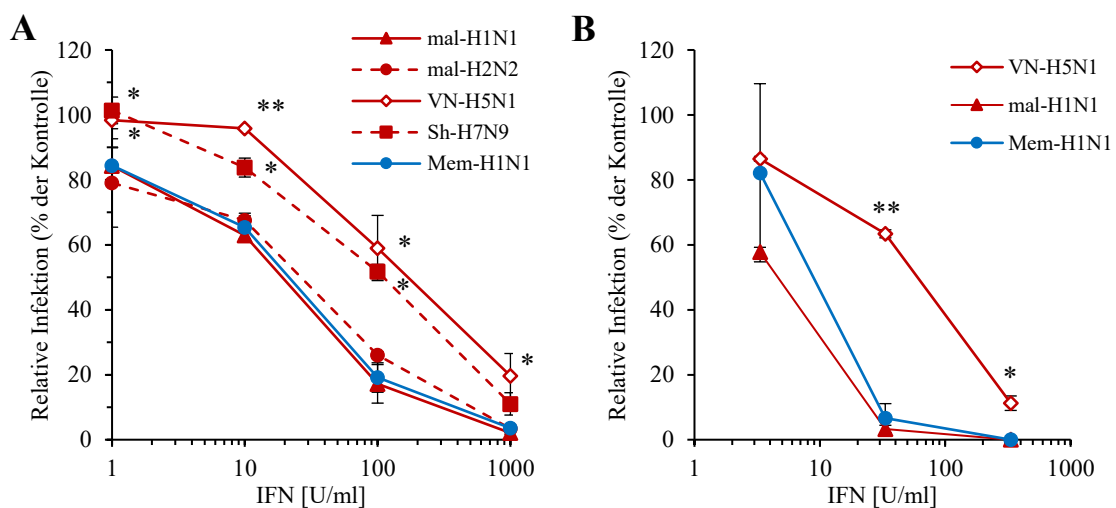 A
Relative Infektion (% der Kontrolle)
120
100
80
60
40
20
0
1
10
100
1000
IFN [U/ml]
mal-H1N1
mal-H2N2
VN-H5N1
Sh-H7N9
Mem-H1N1
*
*
**
*
*
*
*
B
Relative Infektion (% der Kontrolle)
120
100
80
60
40
20
0
1
10
100
1000
IFN [U/ml]
VN-H5N1
mal-H1N1
Mem-H1N1
**
*